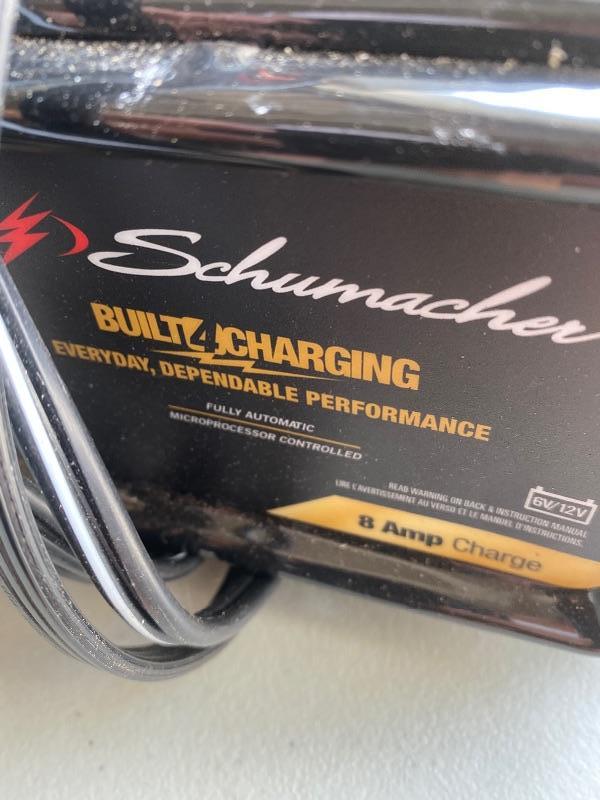 Schumacher
BUILT4CHARGING
EVERYDAY, DEPENDABLE PERFORMANCE
FULLY AUTOMATIC
MICROPROCESSOR CONTROLLED
READ WARNING ON BACK & INSTRUCTION MANUAL
LIRE L'AVERTISSEMENT AU VERSO ET LE MANUEL D'INSTRUCTIONS.
6V/12V
8 Amp Charge